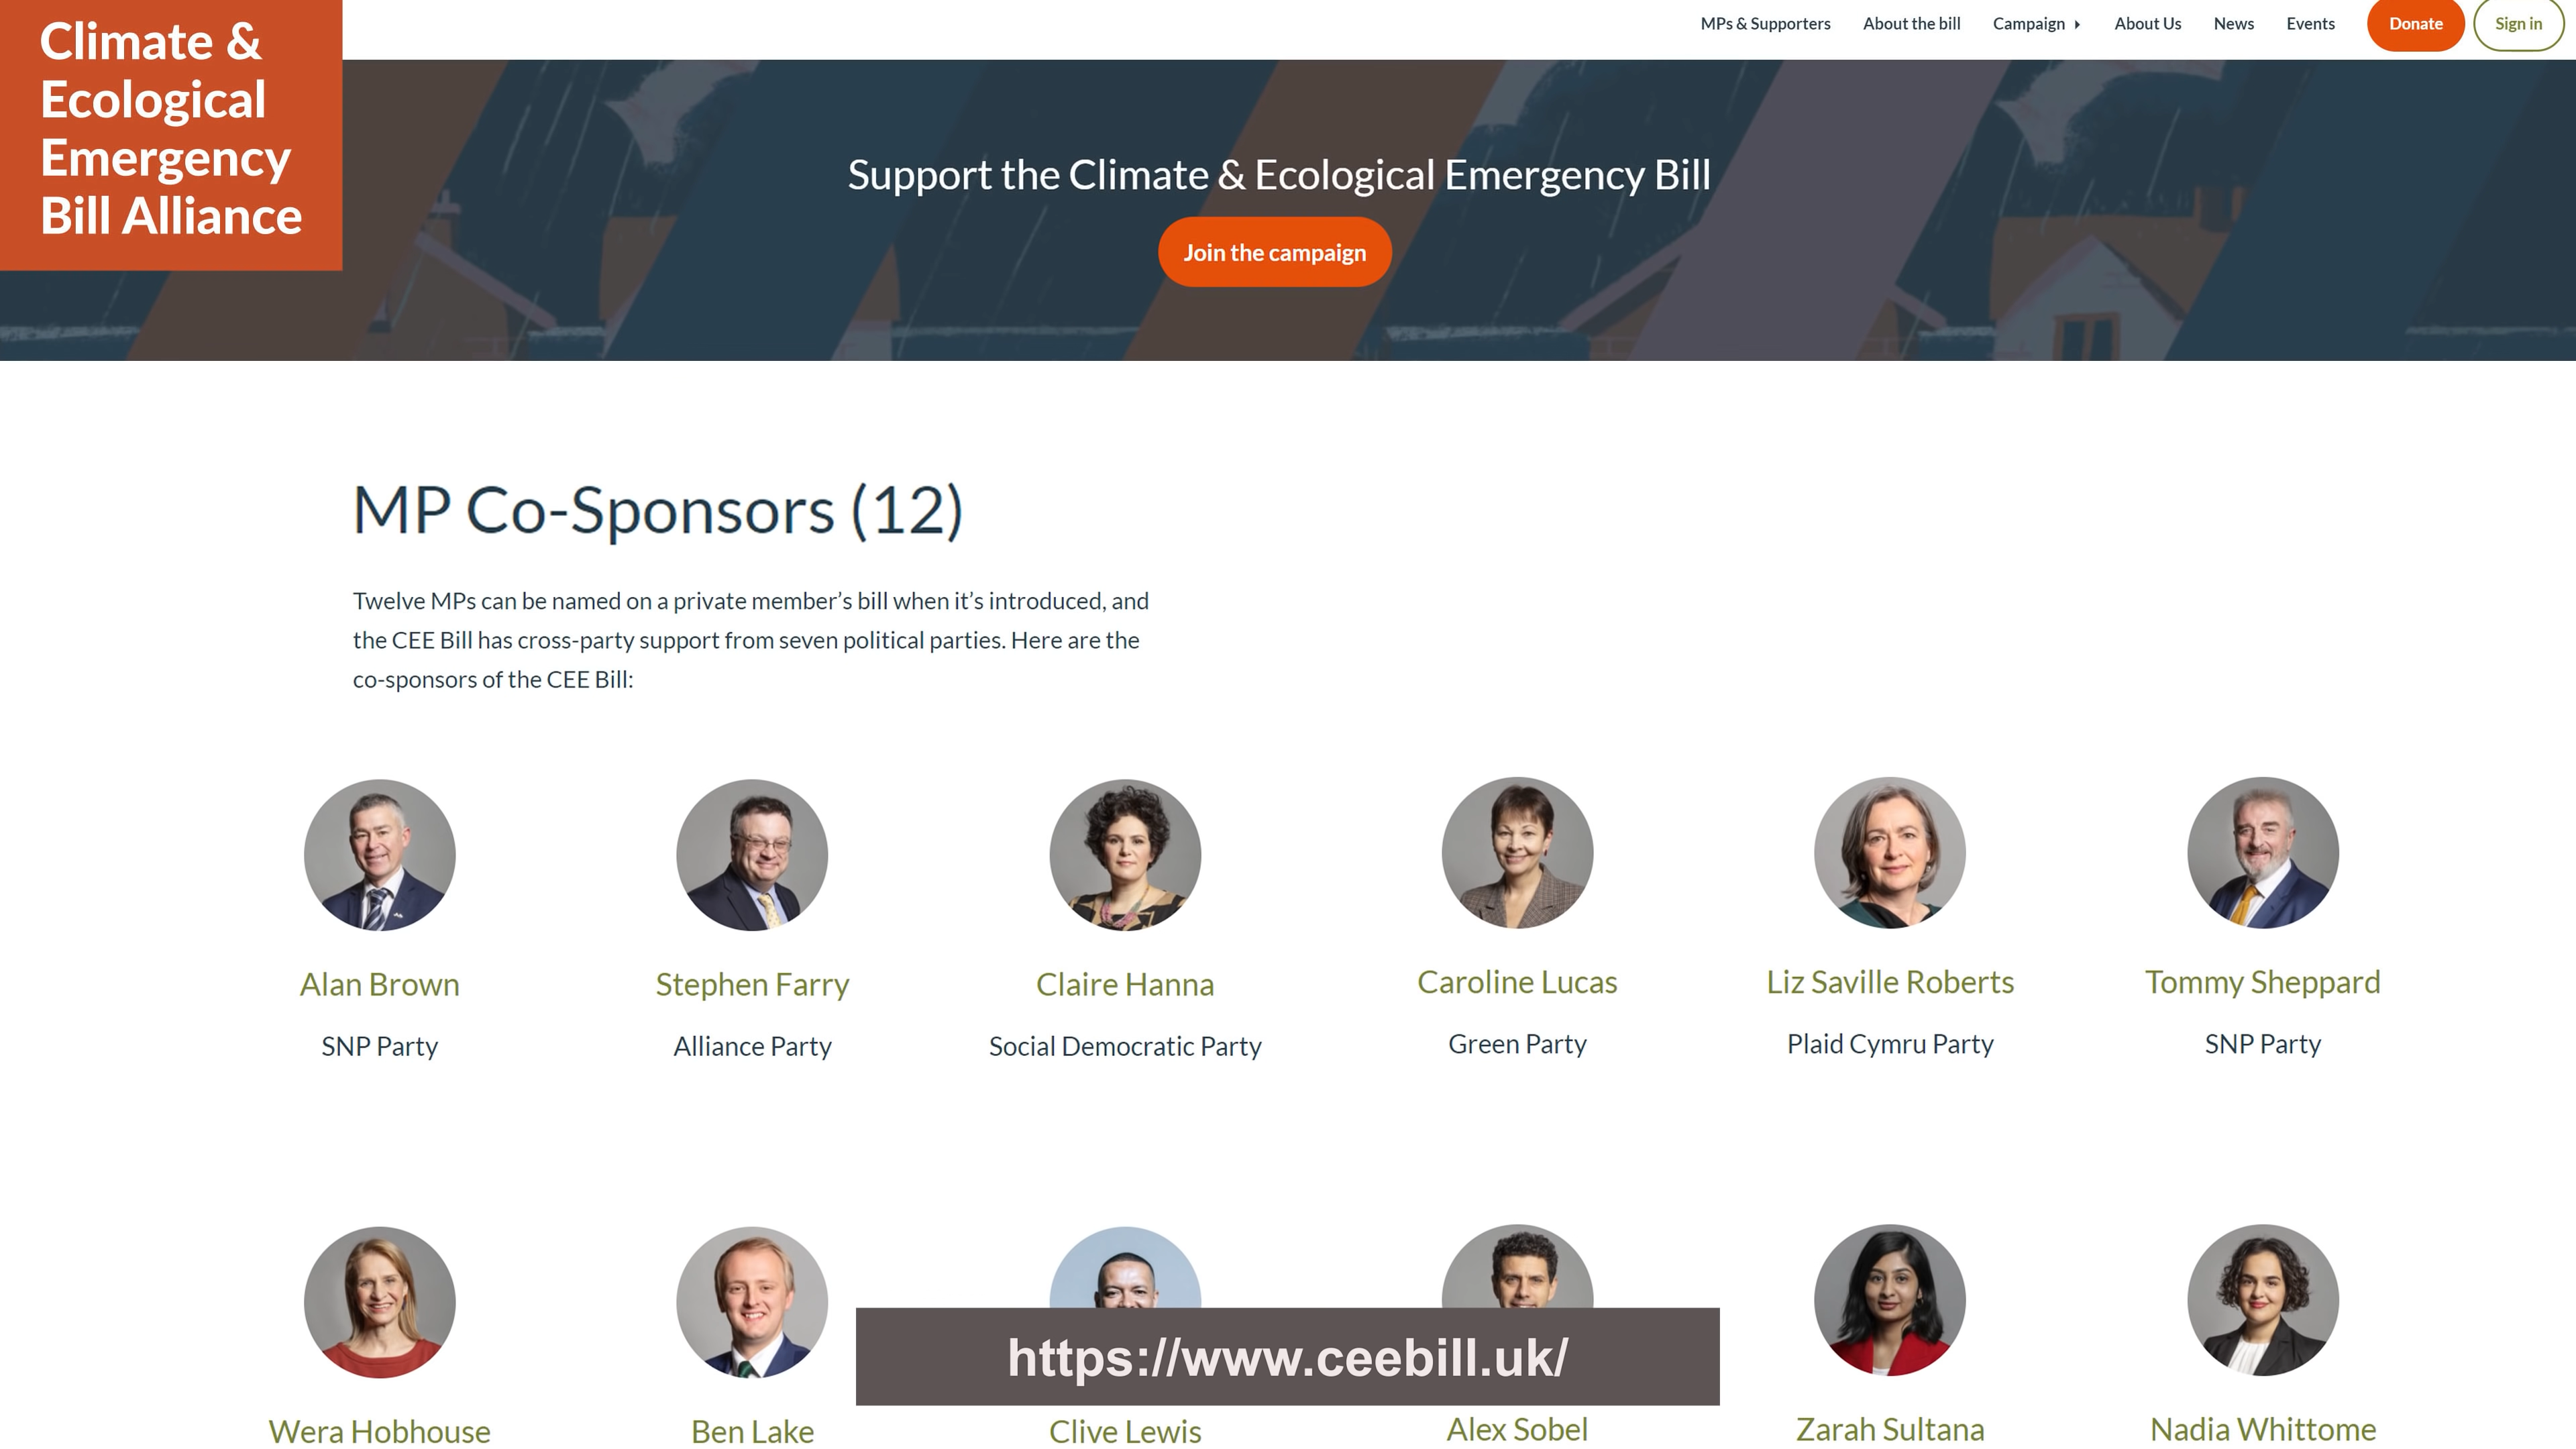 Climate &
Ecological
Emergency
Bill Alliance
MPs & Supporters About the bill Campaign About Us News Events Donate Sign in
Support the Climate & Ecological Emergency Bill
Join the campaign
MP Co-Sponsors (12)
Twelve MPs can be named on a private member’s bill when it’s introduced, and
the CEE Bill has cross-party support from seven political parties. Here are the
co-sponsors of the CEE Bill:
Alan Brown Stephen Farry Claire Hanna Caroline Lucas Liz Saville Roberts Tommy Sheppard
SNP Party Alliance Party Social Democratic Party Green Party Plaid Cymru Party SNP Party
https://www.ceebill.uk/
Wera Hobhouse Ben Lake Clive Lewis Alex Sobel Zarah Sultana Nadia Whittome